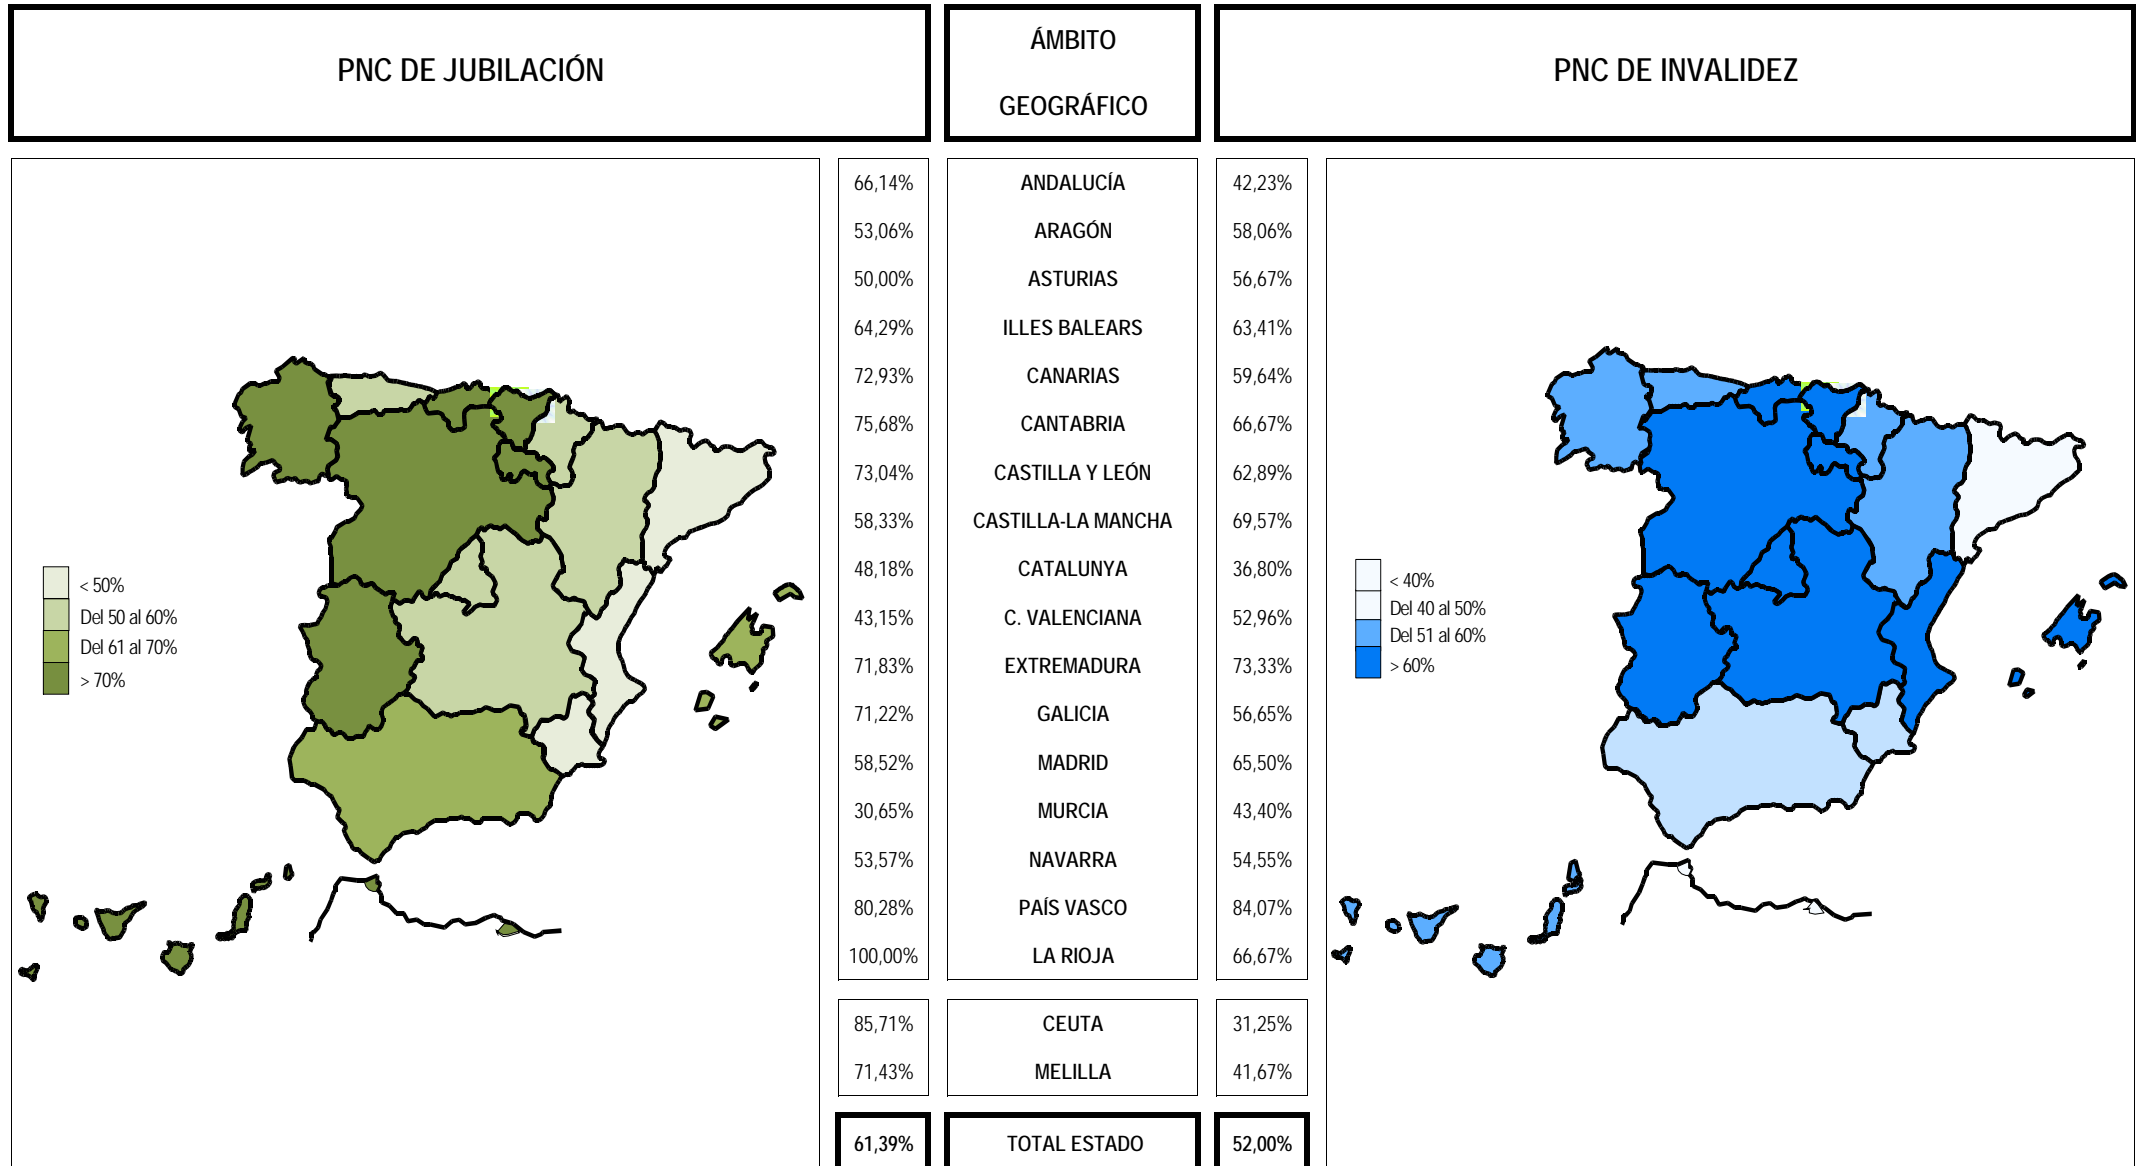 PNC DE JUBILACIÓN
ÁMBITO
GEOGRÁFICO
PNC DE INVALIDEZ
66,14% ANDALUCÍA 42,23%
53,06% ARAGÓN 58,06%
50,00% ASTURIAS 56,67%
64,29% ILLES BALEARS 63,41%
72,93% CANARIAS 59,64%
75,68% CANTABRIA 66,67%
73,04% CASTILLA Y LEÓN 62,89%
58,33% CASTILLA-LA MANCHA 69,57%
48,18% CATALUNYA 36,80%
43,15% C. VALENCIANA 52,96%
71,83% EXTREMADURA 73,33%
71,22% GALICIA 56,65%
58,52% MADRID 65,50%
30,65% MURCIA 43,40%
53,57% NAVARRA 54,55%
80,28% PAÍS VASCO 84,07%
100,00% LA RIOJA 66,67%
85,71% CEUTA 31,25%
71,43% MELILLA 41,67%
61,39% TOTAL ESTADO 52,00%
< 50%
Del 50 al 60%
Del 61 al 70%
> 70%
< 40%
Del 40 al 50%
Del 51 al 60%
> 60%